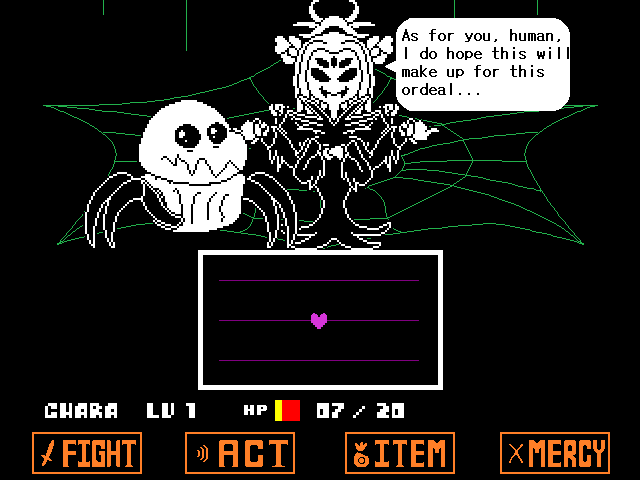 As for you, human,
I do hope this will
make up for this
ordeal...
CHARA LV 1 HP 07 / 20
FIGHT ACT ITEM MERCY